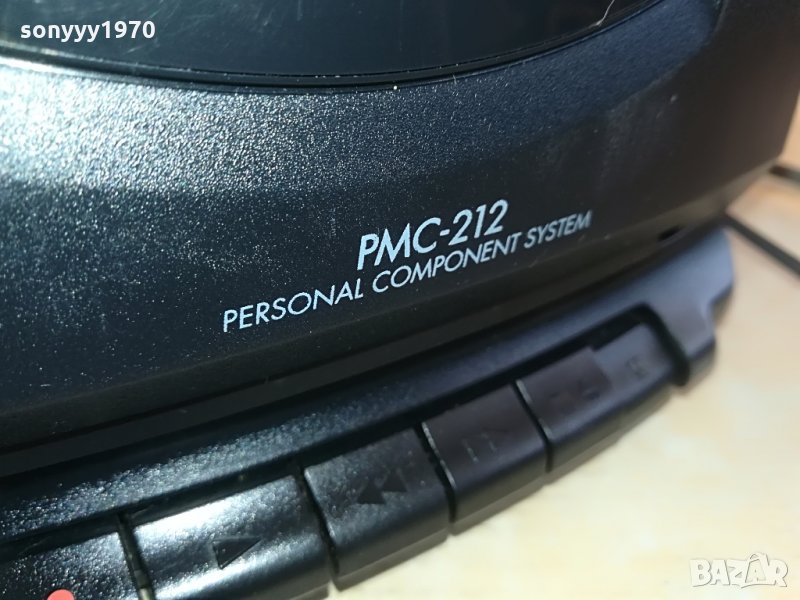 sonyyy1970
PMC-212
PERSONAL COMPONENT SYSTEM
BAZAR